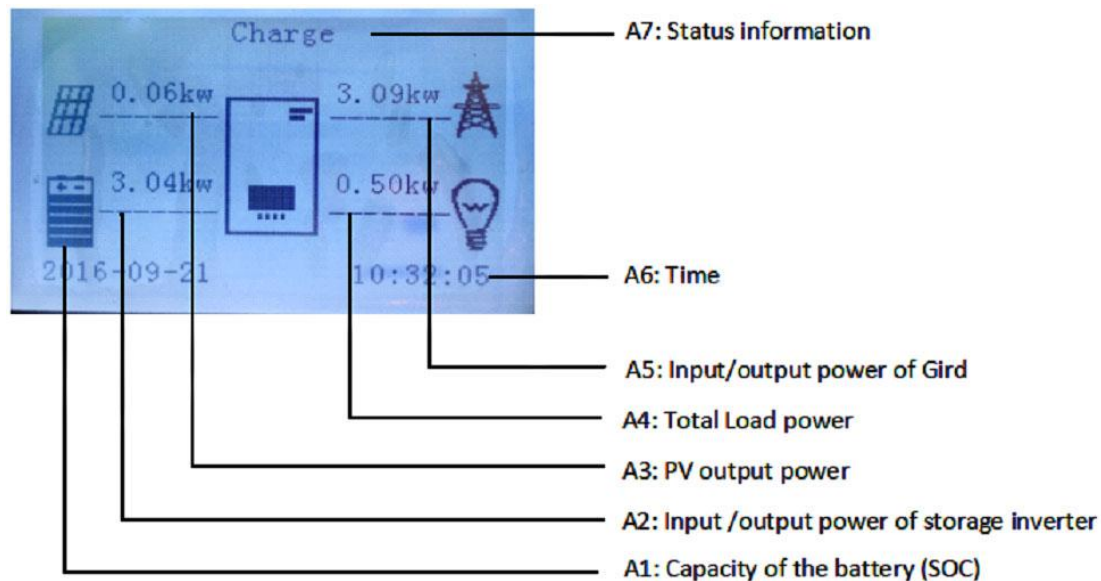 Charge
A7: Status information
0.06kw
3.09kw
3.04kw
0.50kw
2016-09-21
10:32:05
A6: Time
A5: Input/output power of Gird
A4: Total Load power
A3: PV output power
A2: Input /output power of storage inverter
A1: Capacity of the battery (SOC)